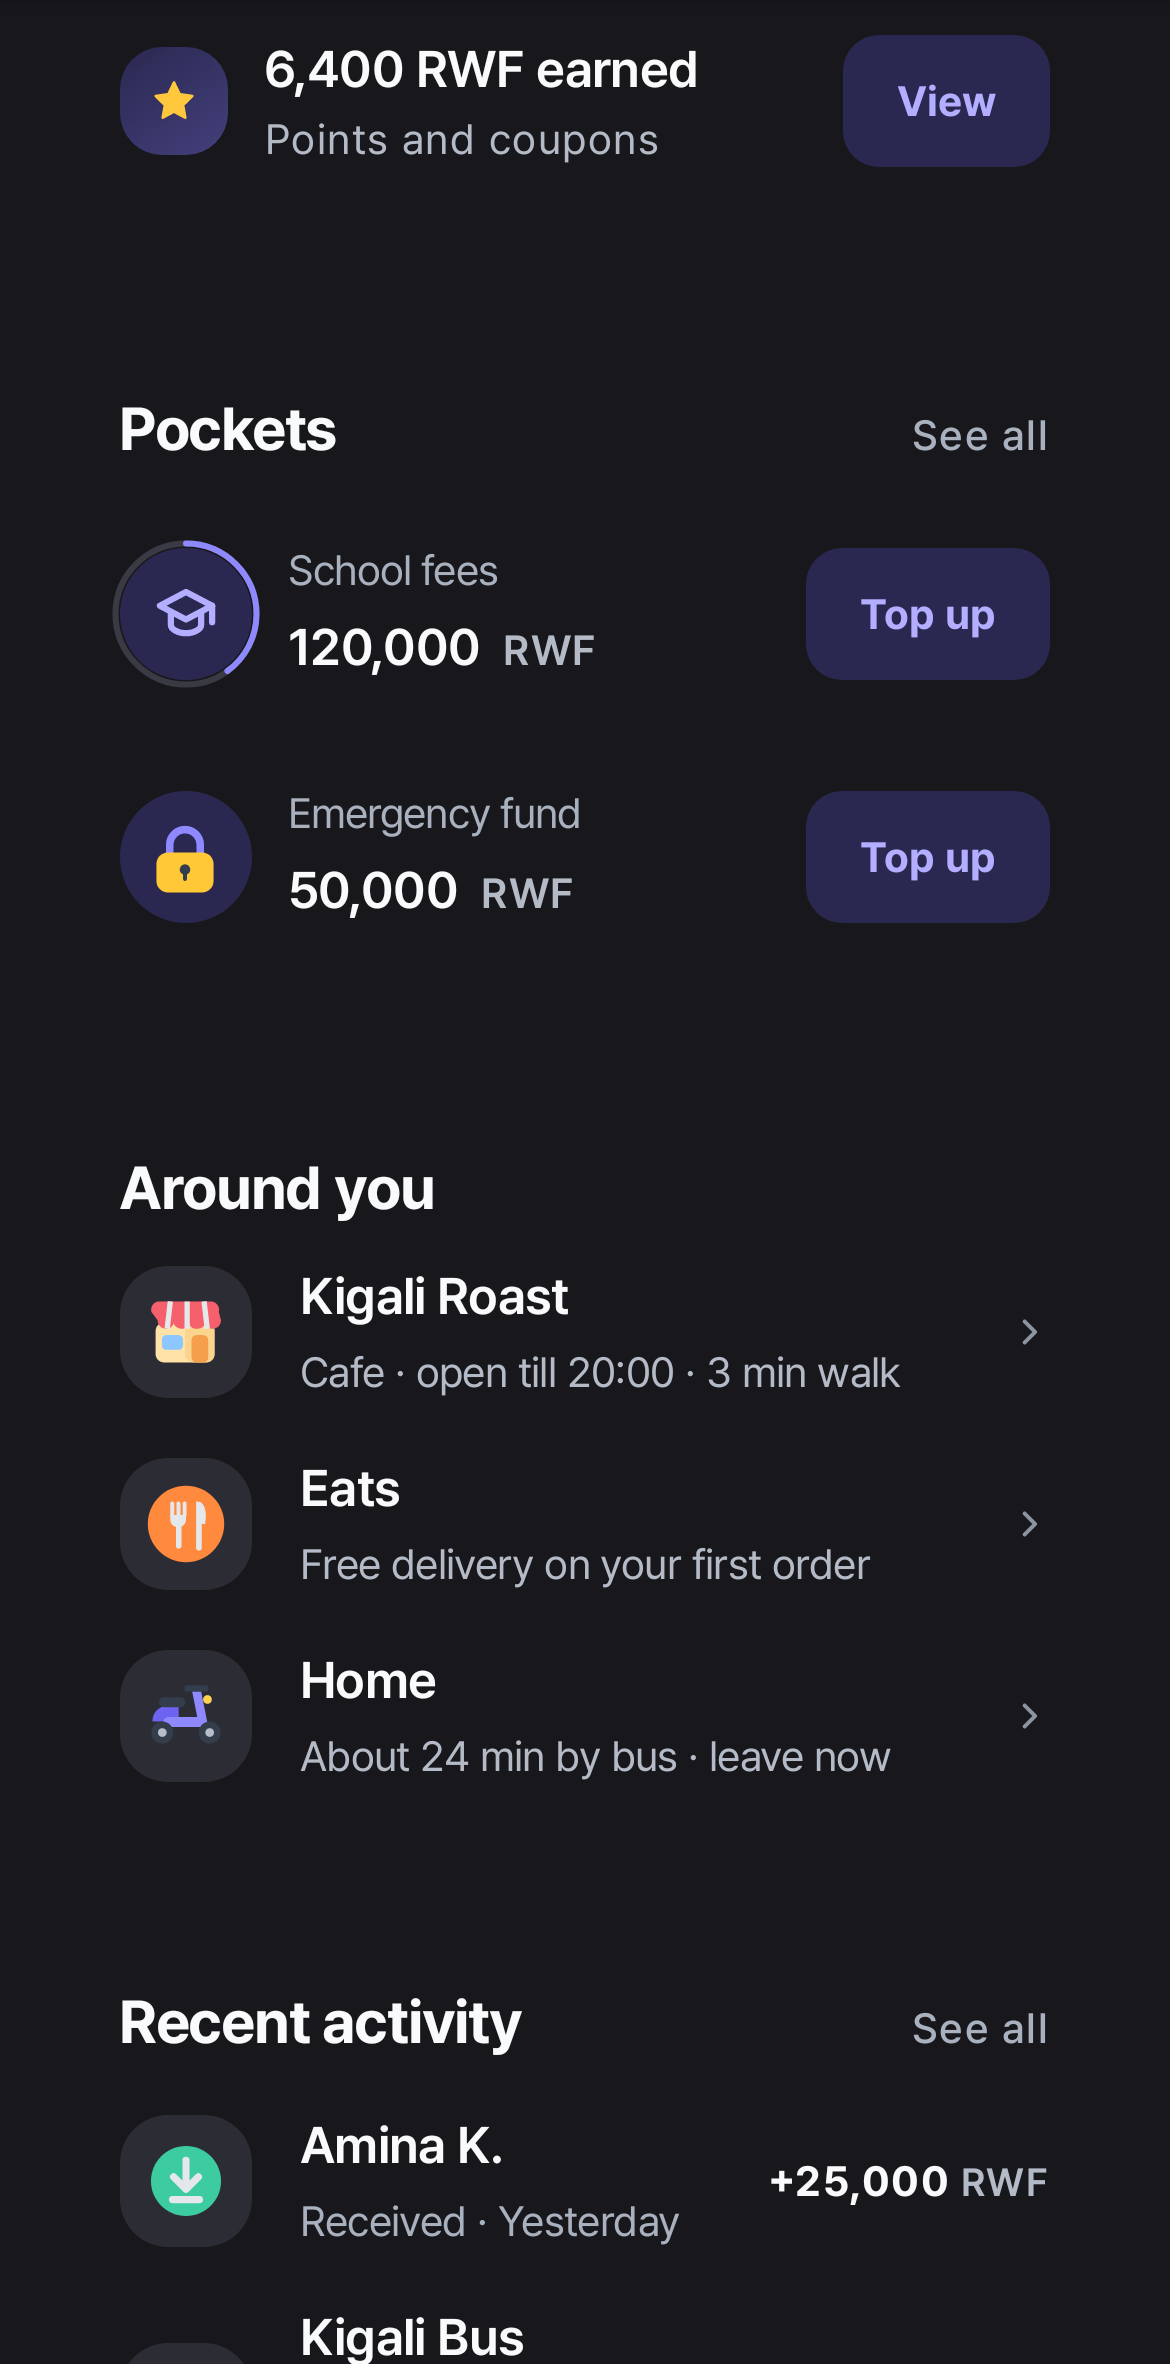 6,400 RWF earned
Points and coupons
View
Pockets
See all
School fees
120,000 RWF
Top up
Emergency fund
50,000 RWF
Top up
Around you
Kigali Roast
Cafe · open till 20:00 · 3 min walk
Eats
Free delivery on your first order
Home
About 24 min by bus · leave now
Recent activity
See all
Amina K.
Received · Yesterday
+25,000 RWF
Kigali Bus